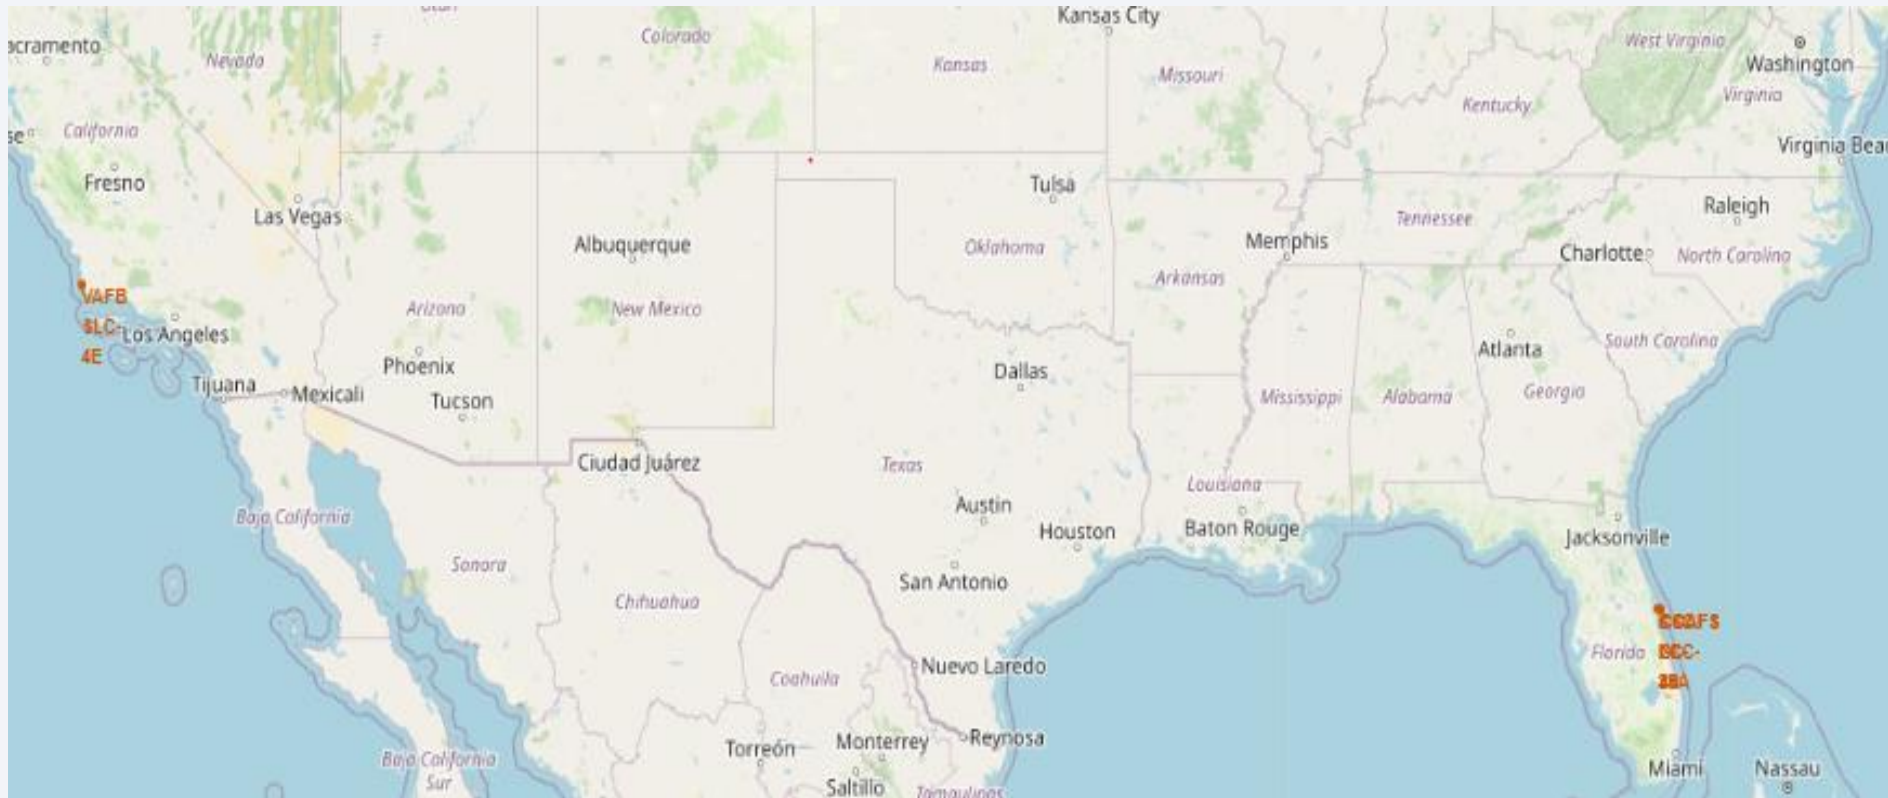 Kansas City
Colorado
acramento
Nevada
Kansas
Missouri
West Virginia
Washington
Virginia
Kentucky
California
se
Virginia Bea
Fresno
Las Vegas
Tulsa
Tennessee
Raleigh
Albuquerque
Oklahoma
Memphis
Charlotte
North Carolina
Arkansas
VAFB
SLC-
4E
Los Angeles
Arizona
New Mexico
Phoenix
Dallas
Atlanta
South Carolina
Tijuana
Mexicali
Tucson
Mississippi
Alabama
Georgia
Ciudad Juárez
Texas
Louisiana
Austin
Houston
Baton Rouge
Jacksonville
Baja California
Sonora
San Antonio
Chihuahua
Florida
Nuevo Laredo
Coahuila
Torreón
Monterrey
Reynosa
Baja California
Sur
Saltillo
Tamaulipas
Miami
Nassau